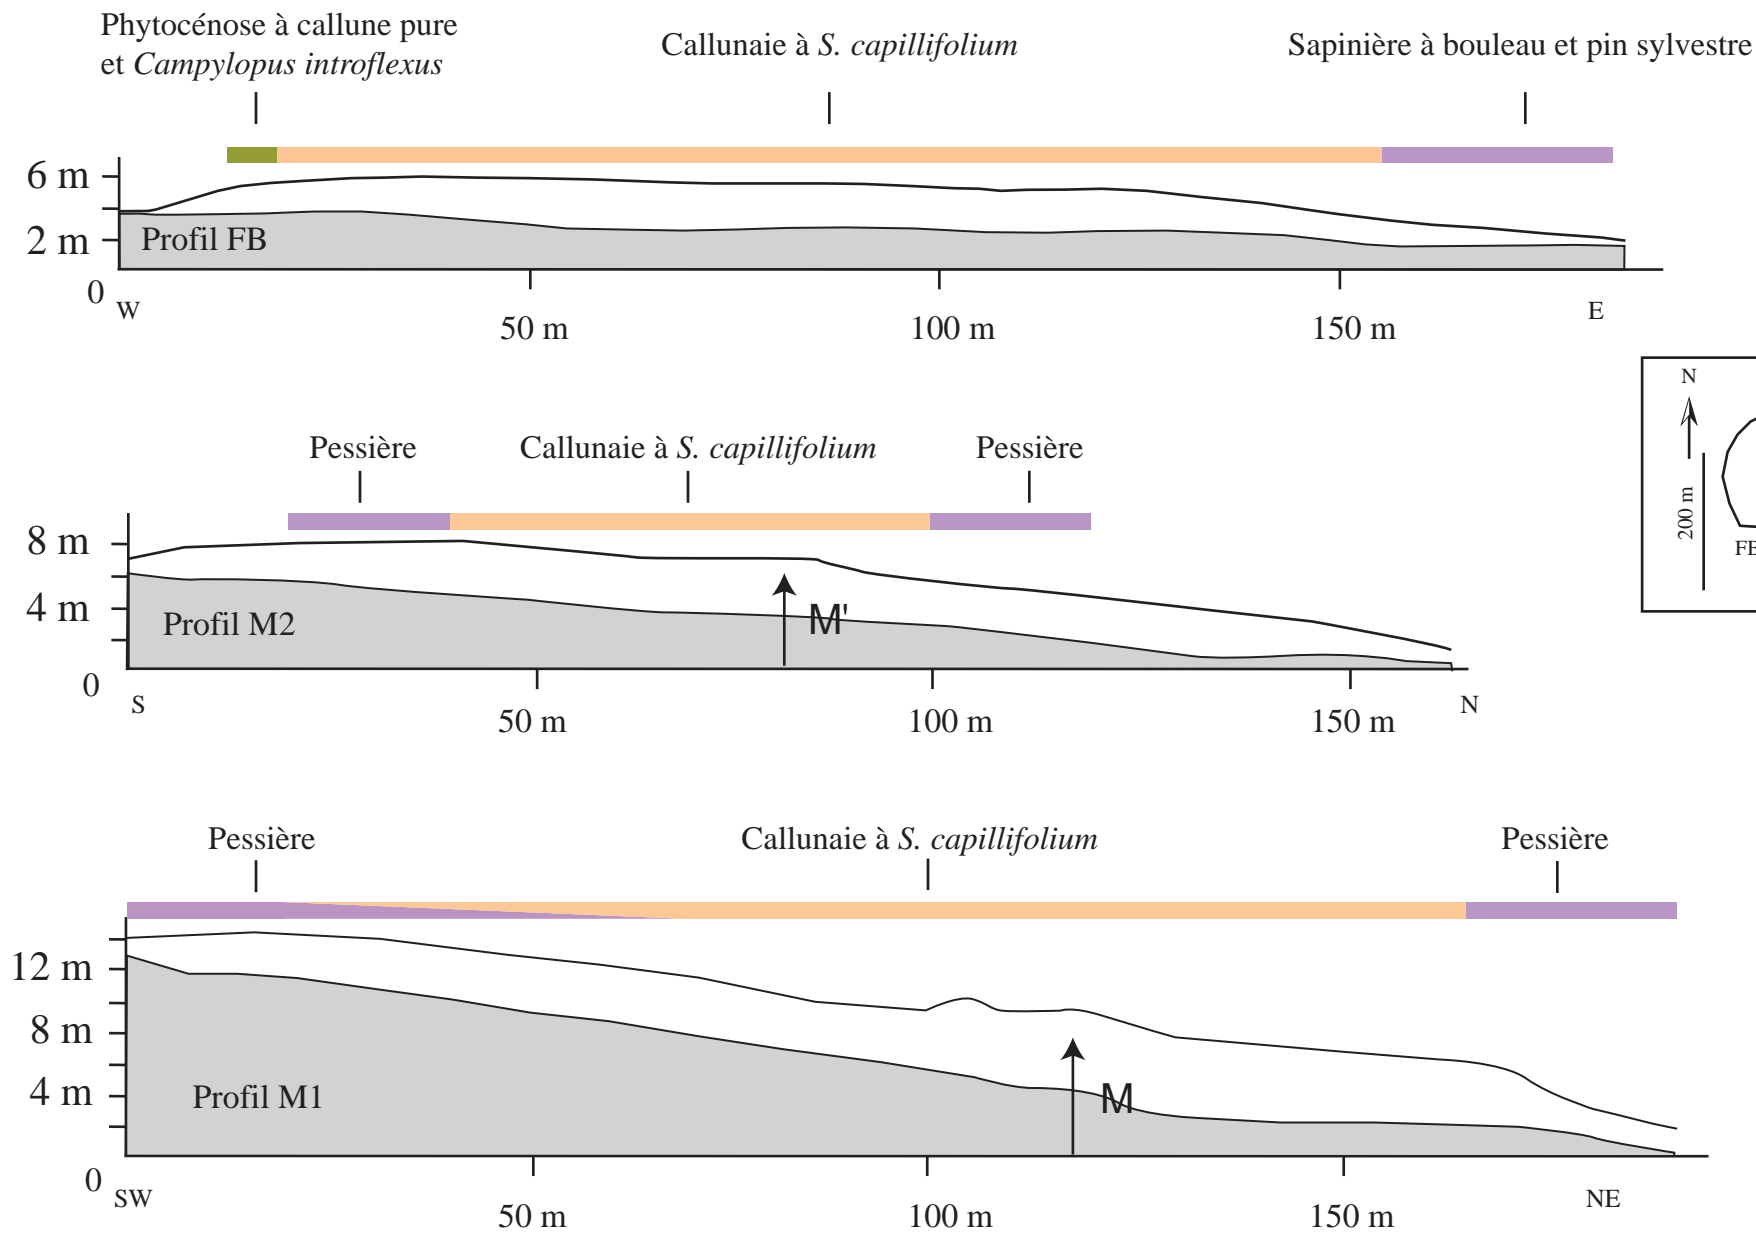 Phytocénose à callune pure
et Campylopus introflexus
Callunaie à S. capillifolium
Sapinière à bouleau et pin sylvestre
6 m
2 m
Profil FB
0
W
E
50 m
100 m
150 m
N
200 m
FB
Pessière
Callunaie à S. capillifolium
Pessière
8 m
4 m
Profil M2
M'
0
S
N
50 m
100 m
150 m
Pessière
Callunaie à S. capillifolium
Pessière
12 m
8 m
4 m
Profil M1
M
0
SW
NE
50 m
100 m
150 m